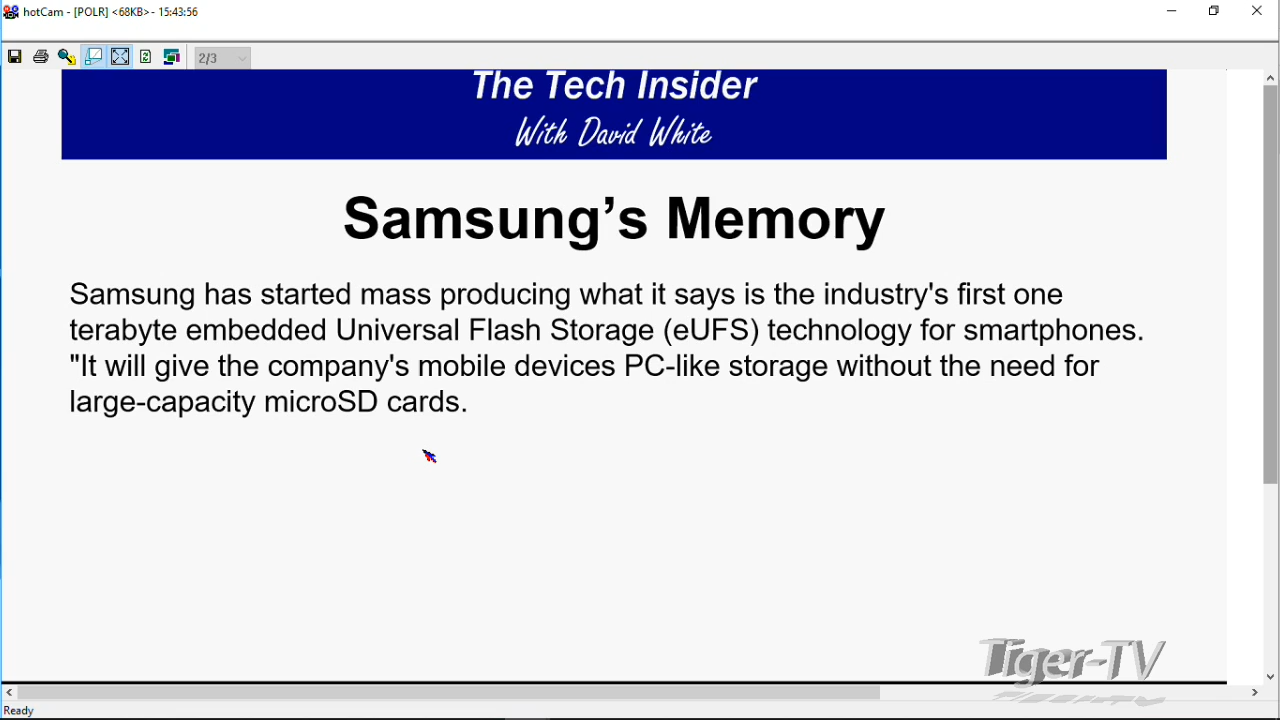 hotCam - [POLR] <68KB> - 15:43:56
2/3
The Tech Insider
With David White
Samsung’s Memory
Samsung has started mass producing what it says is the industry's first one
terabyte embedded Universal Flash Storage (eUFS) technology for smartphones.
"It will give the company's mobile devices PC-like storage without the need for
large-capacity microSD cards.
Tiger-TV
Ready